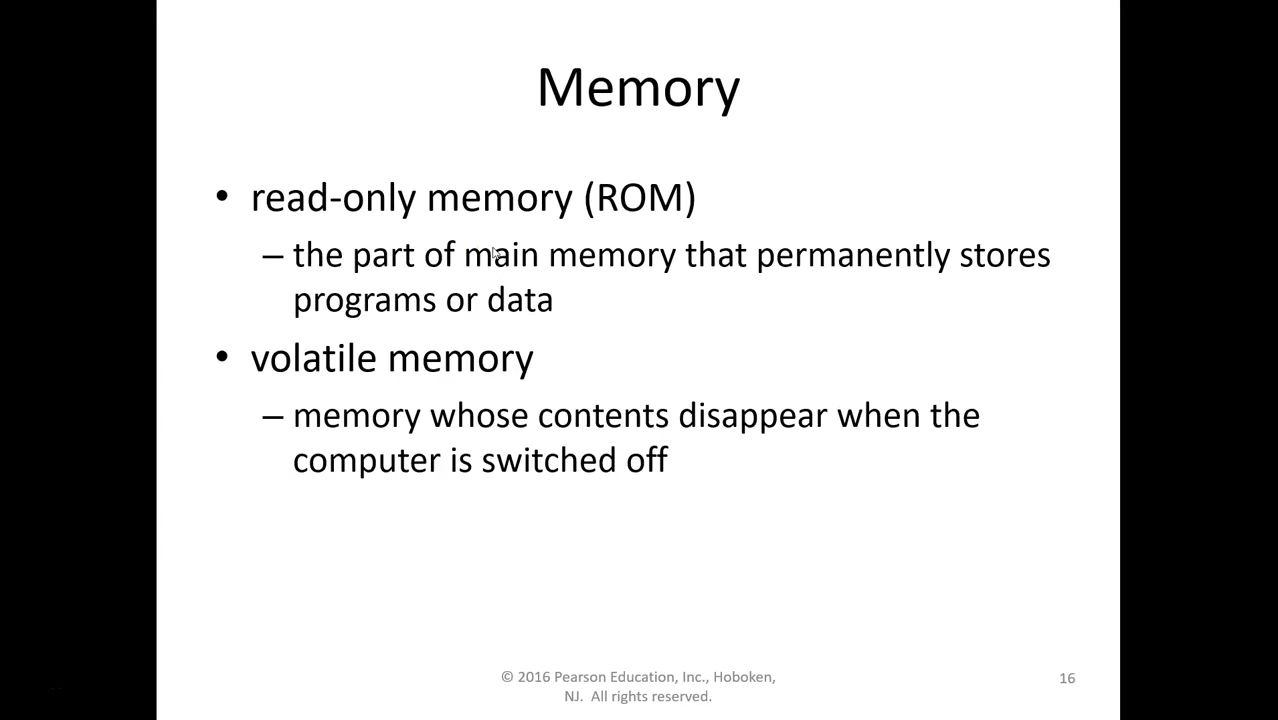 Memory
• read-only memory (ROM)
– the part of main memory that permanently stores
programs or data
• volatile memory
– memory whose contents disappear when the
computer is switched off
© 2016 Pearson Education, Inc., Hoboken,
NJ. All rights reserved.
16